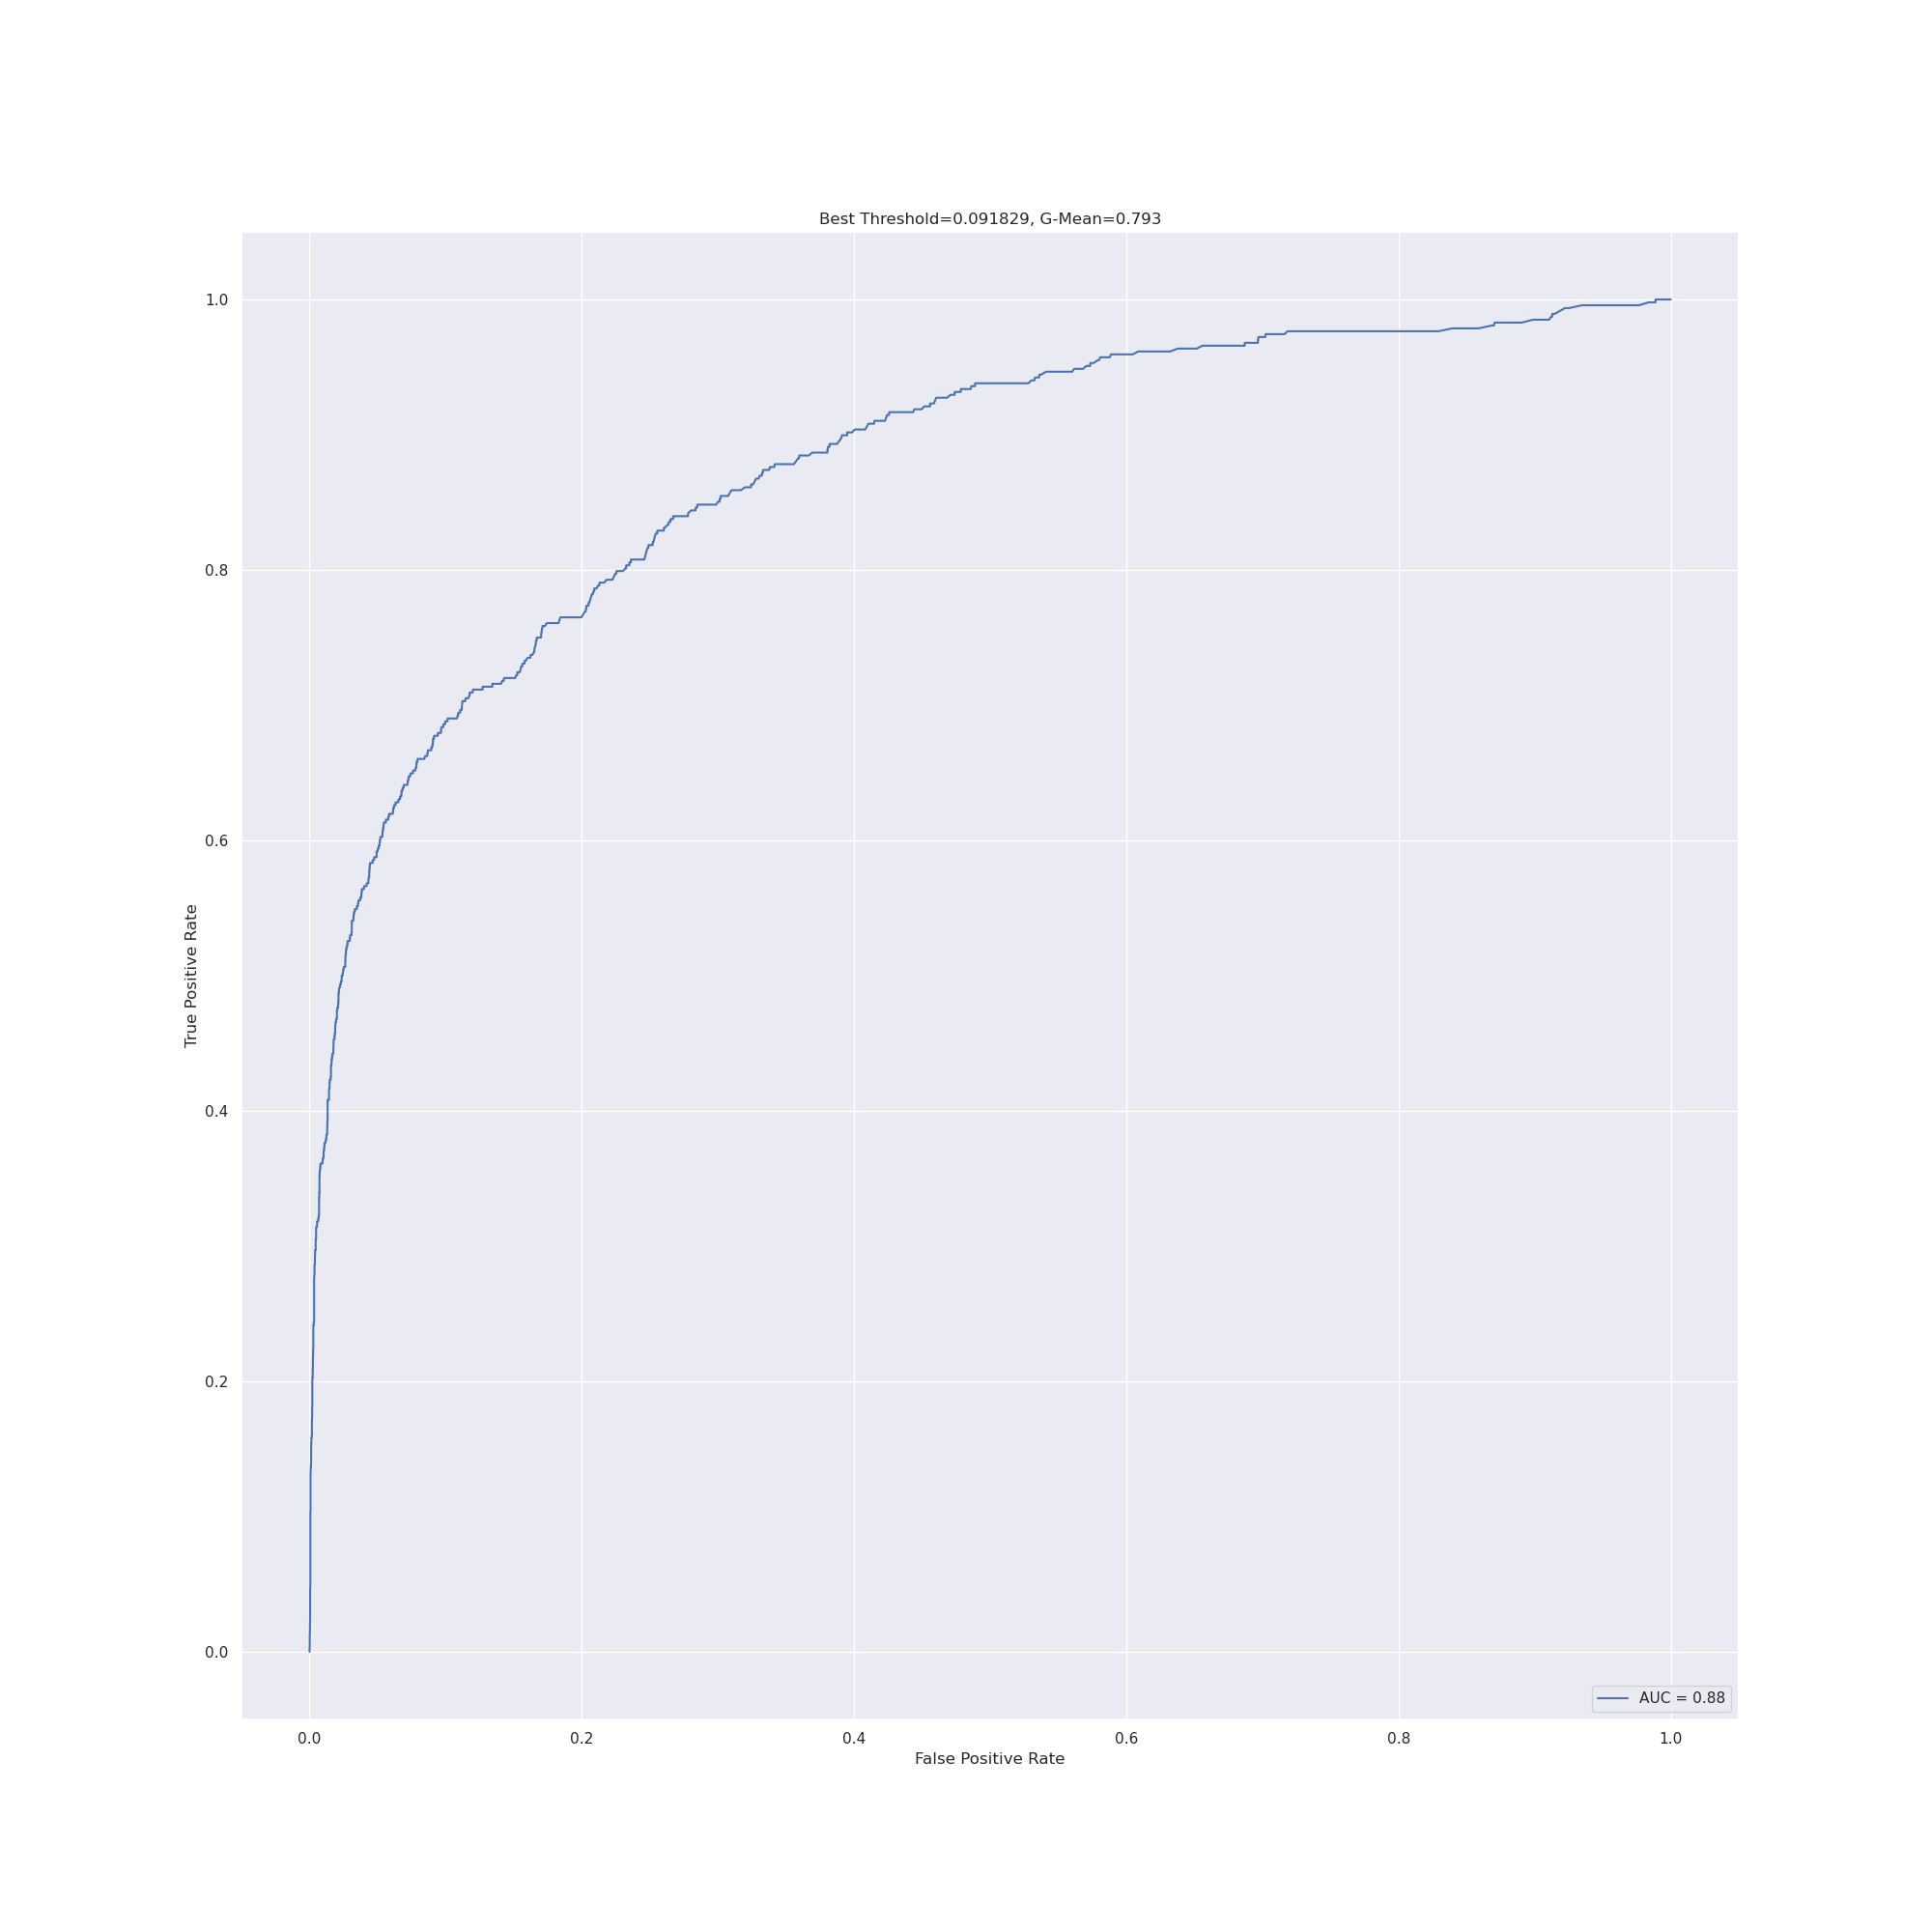 Best Threshold=0.091829, G-Mean=0.793
1.0
0.8
0.6
0.4
0.2
0.0
True Positive Rate
AUC = 0.88
0.0 0.2 0.4 0.6 0.8 1.0
False Positive Rate